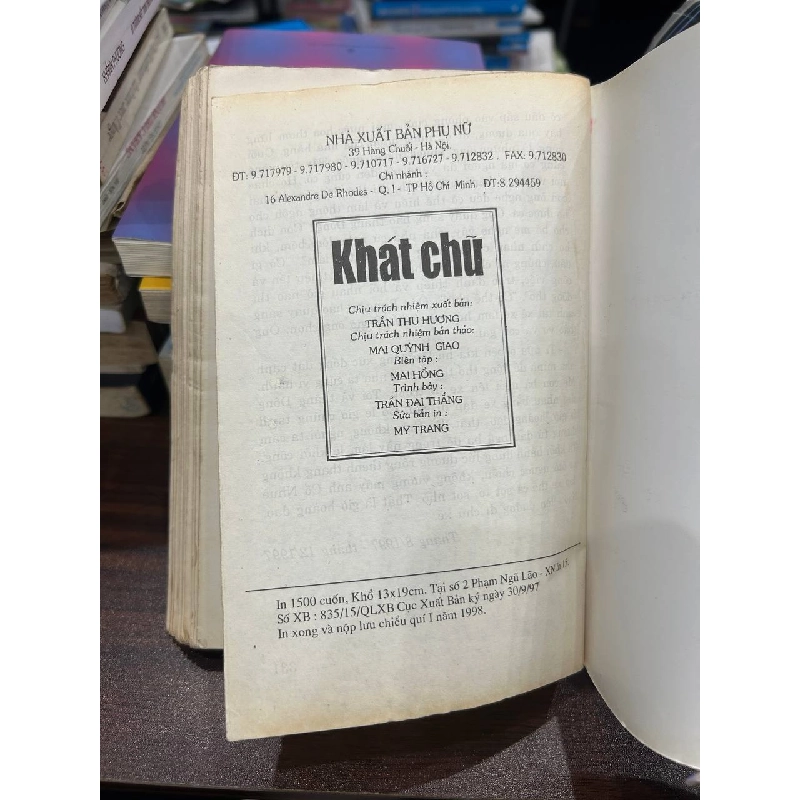 NHÀ XUẤT BẢN PHỤ NỮ
39 Hàng Chuối - Hà Nội.
ĐT: 9.717979 - 9.717980 - 9.710717 - 9.716727 - 9.712832 . FAX: 9.712830
Chi nhánh :
16 Alexandre De Rhodes - Q.1 - TP Hồ Chí Minh ĐT:8 294459
Khát chữ
Chịu trách nhiệm xuất bản:
TRẦN THU HƯƠNG
Chịu trách nhiệm bản thảo:
MAI QUỲNH GIAO
Biên tập :
MAI HỒNG
Trình bày :
TRẦN ĐẠI THẮNG
Sửa bản in :
MỸ TRANG
In 1500 cuốn, Khổ 13x19cm. Tại số 2 Phạm Ngũ Lão -
Số XB : 835/15/QLXB Cục Xuất Bản ký ngày 30/9/97
In xong và nộp lưu chiểu quí I năm 1998.